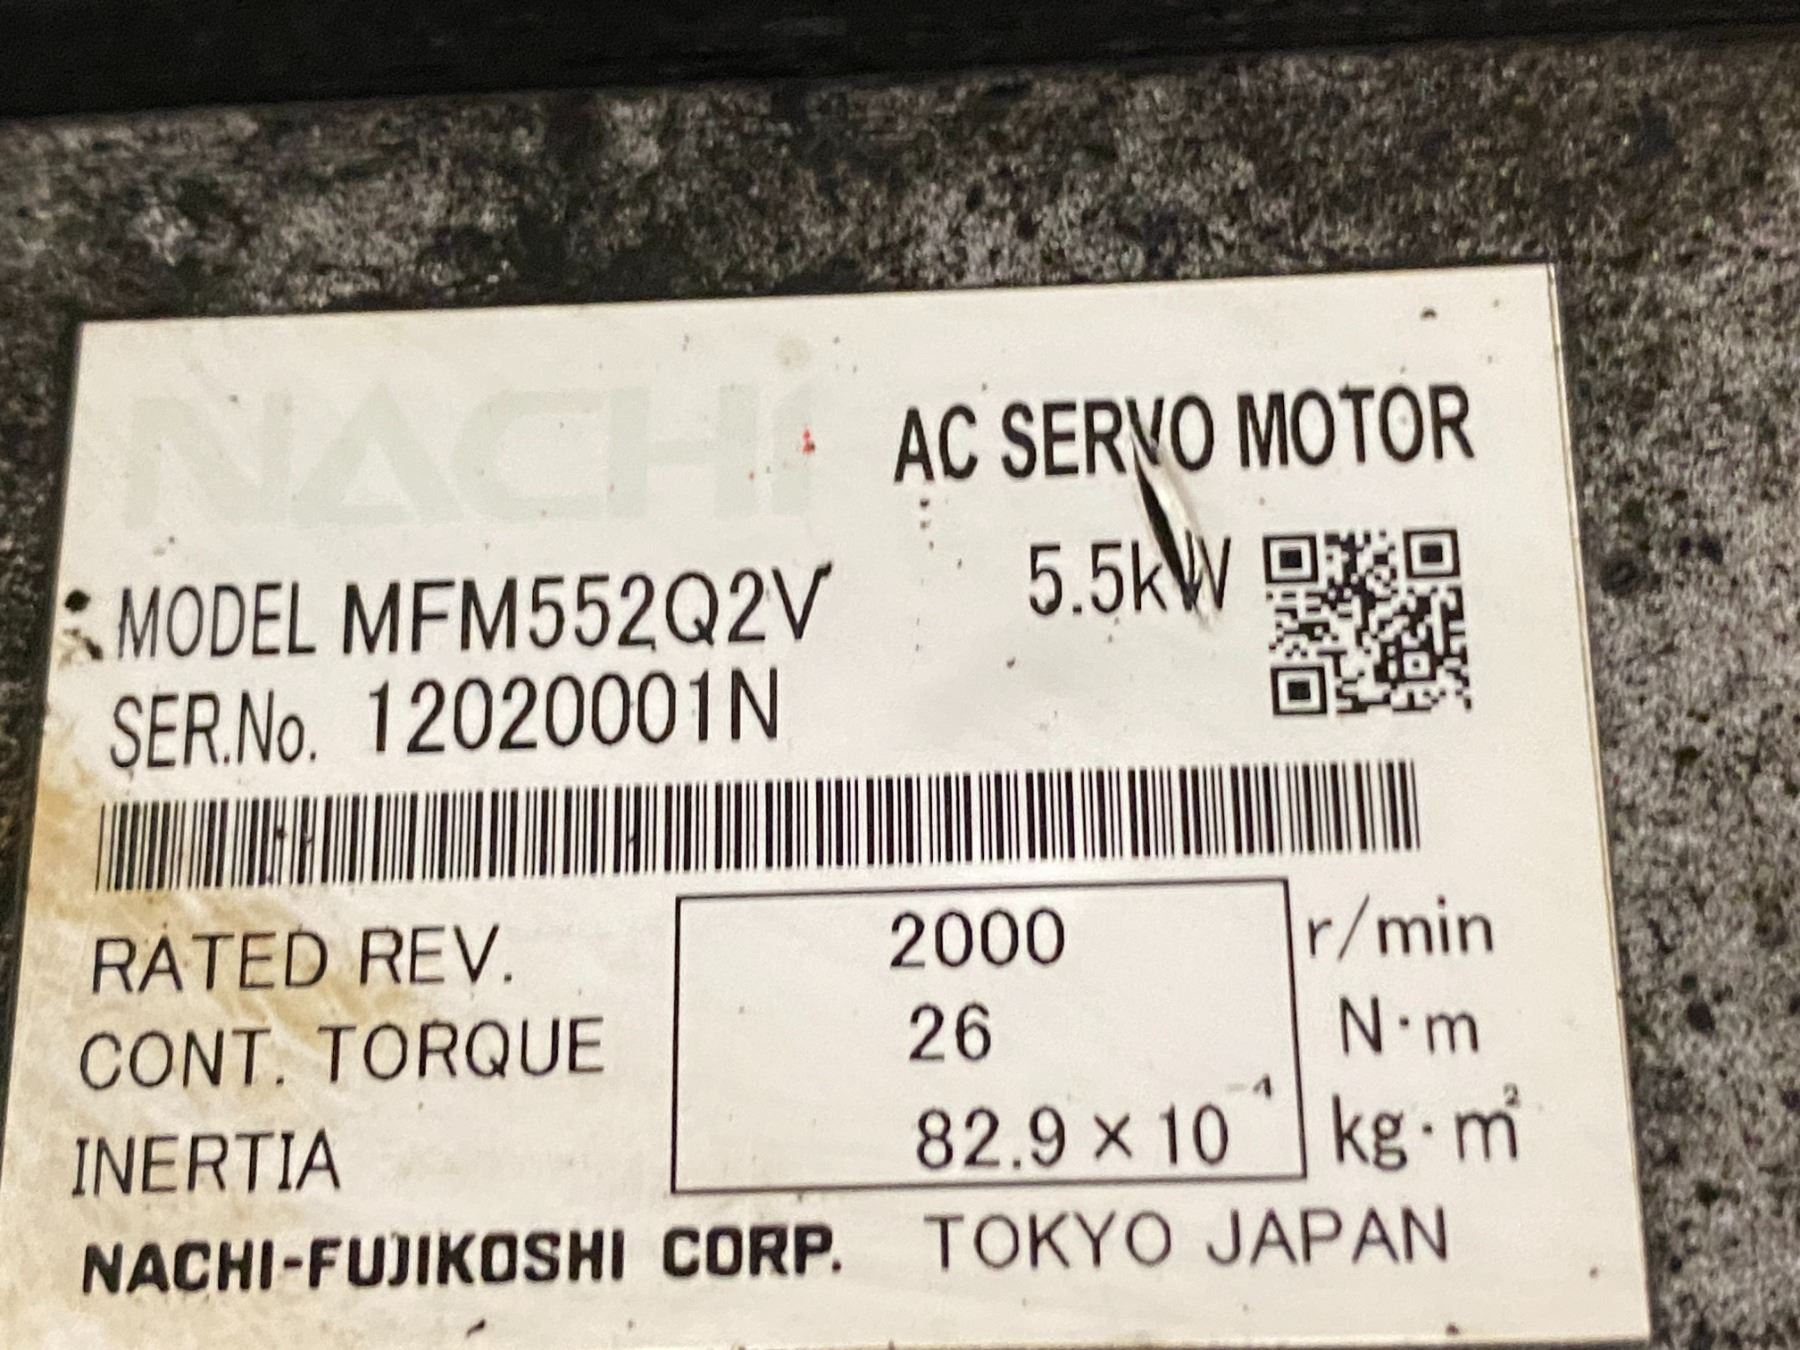 NACHi
AC SERVO MOTOR
MODEL MFM552Q2V
5.5kW
SER.No. 12020001N
RATED REV. 2000 r/min
CONT. TORQUE 26 N·m
INERTIA 82.9 × 10⁻⁴ kg·m²
NACHI-FUJIKOSHI CORP. TOKYO JAPAN